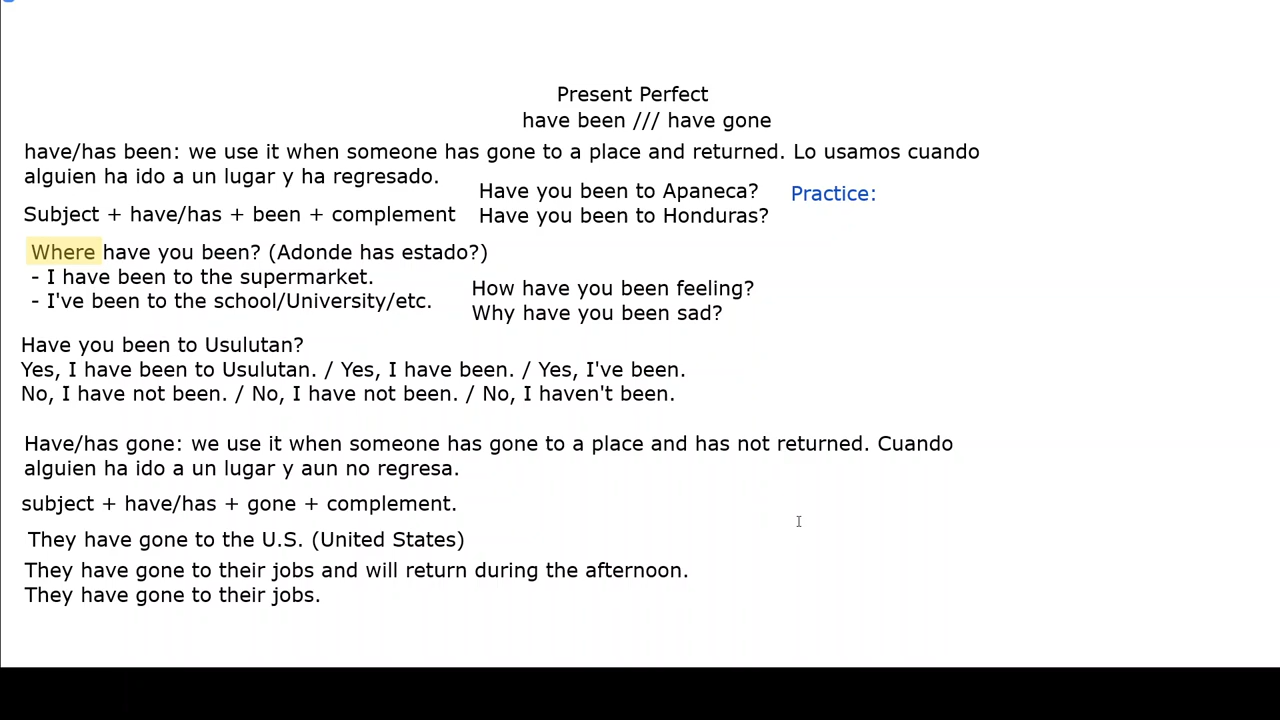 Present Perfect
have been /// have gone
have/has been: we use it when someone has gone to a place and returned. Lo usamos cuando
alguien ha ido a un lugar y ha regresado.
Have you been to Apaneca?
Practice:
Subject + have/has + been + complement
Have you been to Honduras?
Where have you been? (Adonde has estado?)
- I have been to the supermarket.
- I've been to the school/University/etc.
How have you been feeling?
Why have you been sad?
Have you been to Usulutan?
Yes, I have been to Usulutan. / Yes, I have been. / Yes, I've been.
No, I have not been. / No, I have not been. / No, I haven't been.
Have/has gone: we use it when someone has gone to a place and has not returned. Cuando
alguien ha ido a un lugar y aun no regresa.
subject + have/has + gone + complement.
They have gone to the U.S. (United States)
They have gone to their jobs and will return during the afternoon.
They have gone to their jobs.